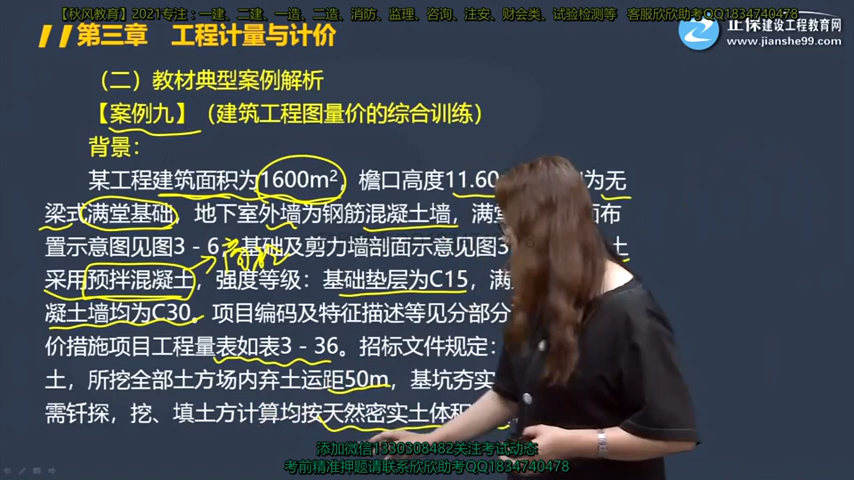 【秋风教育】2021专注：一建、二建、一造、二造、消防、监理、咨询、注安、财会类、试验检测等 客服欣欣助考QQ1834740478
第三章 工程计量与计价
正保建设工程教育网
www.jianshe99.com
（二）教材典型案例解析
【案例九】（建筑工程图量价的综合训练）
背景：
某工程建筑面积为1600m²，檐口高度11.60 为无
梁式满堂基础，地下室外墙为钢筋混凝土墙，满 面布
置示意图见图3－6 基础及剪力墙剖面示意见图3 土
采用预拌混凝土，强度等级：基础垫层为C15，满
凝土墙均为C30。项目编码及特征描述等见分部分
价措施项目工程量表如表3－36。招标文件规定：
土，所挖全部土方场内弃土运距50m，基坑夯实
需钎探，挖、填土方计算均按天然密实土体积
添加微信1330308482关注考试动态
考前精准押题请联系欣欣助考QQ1834740478